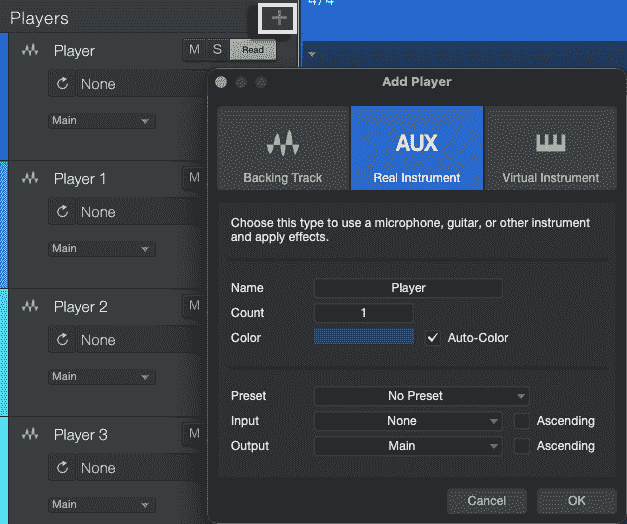 Players
4/4
Player
M S Read
None
Main
Player 1
M
None
Main
Player 2
M
None
Main
Player 3
M
None
Main
Add Player
Backing Track
AUX
Real Instrument
Virtual Instrument
Choose this type to use a microphone, guitar, or other instrument
and apply effects.
Name Player
Count 1
Color Auto-Color
Preset No Preset
Input None Ascending
Output Main Ascending
Cancel OK